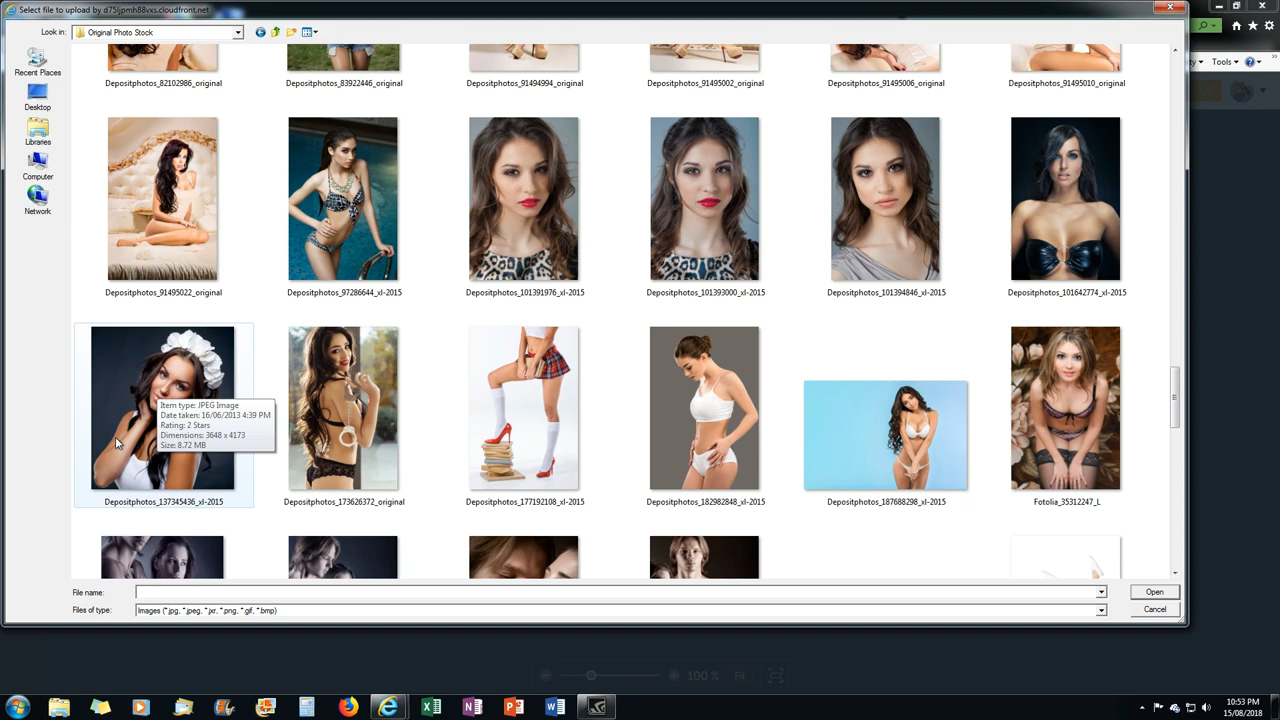 Select file to upload by d75ljpmh88vxs.cloudfront.net
Look in:
Original Photo Stock
Recent Places
Desktop
Libraries
Computer
Network
Depositphotos_82102986_original
Depositphotos_83922446_original
Depositphotos_91494994_original
Depositphotos_91495002_original
Depositphotos_91495006_original
Depositphotos_91495010_original
Depositphotos_91495022_original
Depositphotos_97286644_xl-2015
Depositphotos_101391976_xl-2015
Depositphotos_101393000_xl-2015
Depositphotos_101394846_xl-2015
Depositphotos_101642774_xl-2015
Item type: JPEG Image
Date taken: 16/06/2013 4:39 PM
Rating: 2 Stars
Dimensions: 3648 x 4173
Size: 8.72 MB
Depositphotos_137345436_xl-2015
Depositphotos_173626372_original
Depositphotos_177192108_xl-2015
Depositphotos_182982848_xl-2015
Depositphotos_187688298_xl-2015
Fotolia_35312247_L
File name:
Open
Files of type:
Images (*.jpg, *.jpeg, *.jxr, *.png, *.gif, *.bmp)
Cancel
Tools
100 %
Fit
10:53 PM
15/08/2018